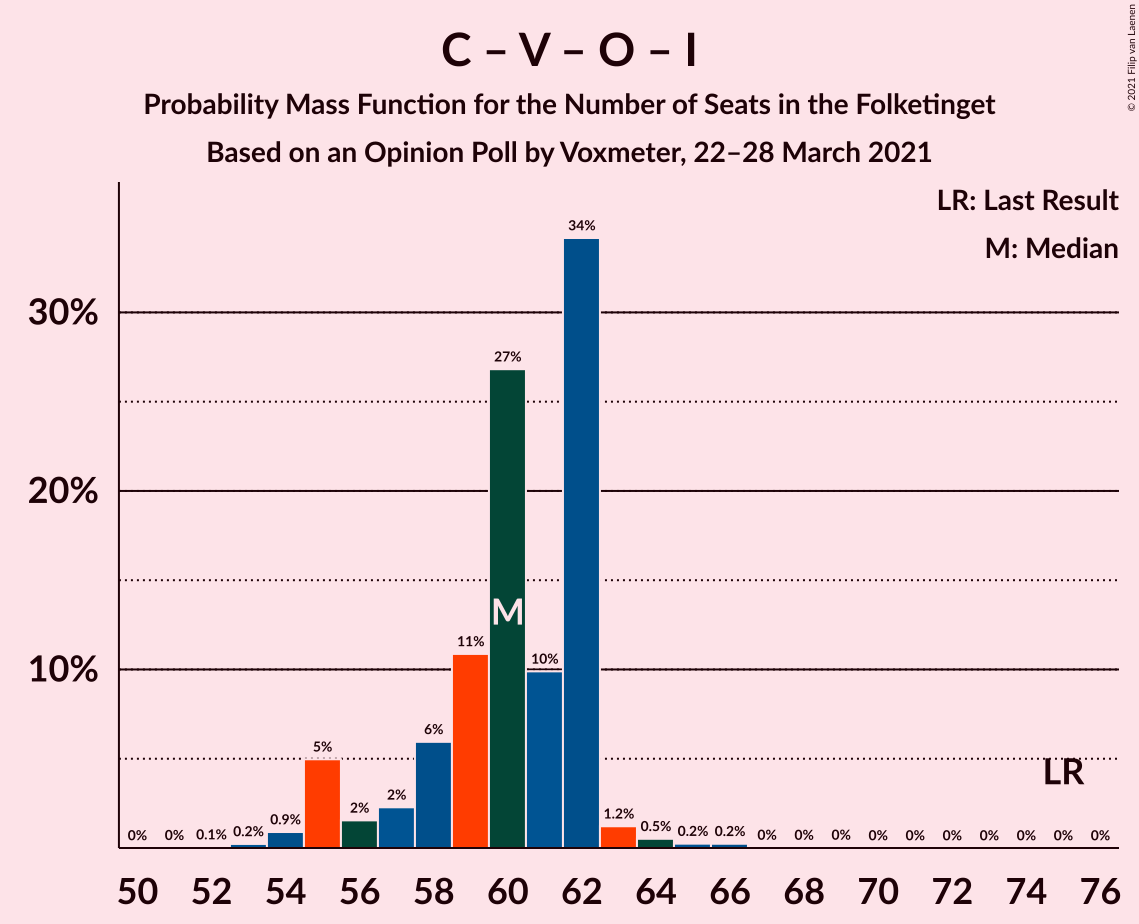 C – V – O – I
Probability Mass Function for the Number of Seats in the Folketinget
Based on an Opinion Poll by Voxmeter, 22–28 March 2021
© 2021 Filip van Laenen
LR: Last Result
M: Median
34%
30%
27%
20%
M
11%
10%
10%
6%
5%
LR
2%
2%
1.2%
0% 0% 0.1% 0.2% 0.9% 0.5% 0.2% 0.2% 0% 0% 0% 0% 0% 0% 0% 0% 0% 0%
50 52 54 56 58 60 62 64 66 68 70 72 74 76